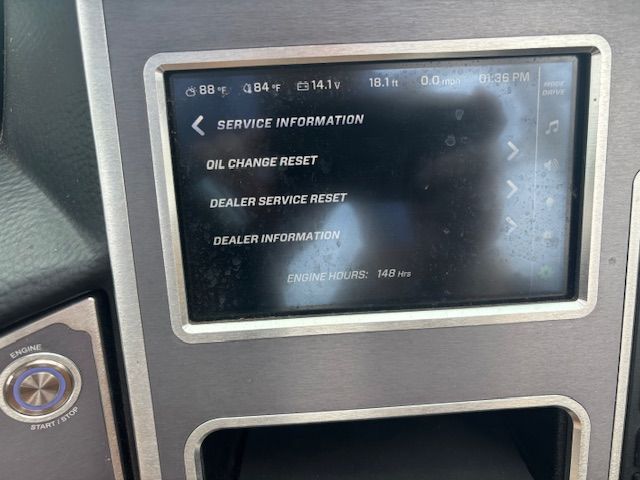 88 °F 84 °F 14.1 V 18.1 ft 0.0 mph 01:36 PM
MODE
DRIVE
SERVICE INFORMATION
OIL CHANGE RESET
DEALER SERVICE RESET
DEALER INFORMATION
ENGINE HOURS: 148 Hrs
ENGINE
START / STOP